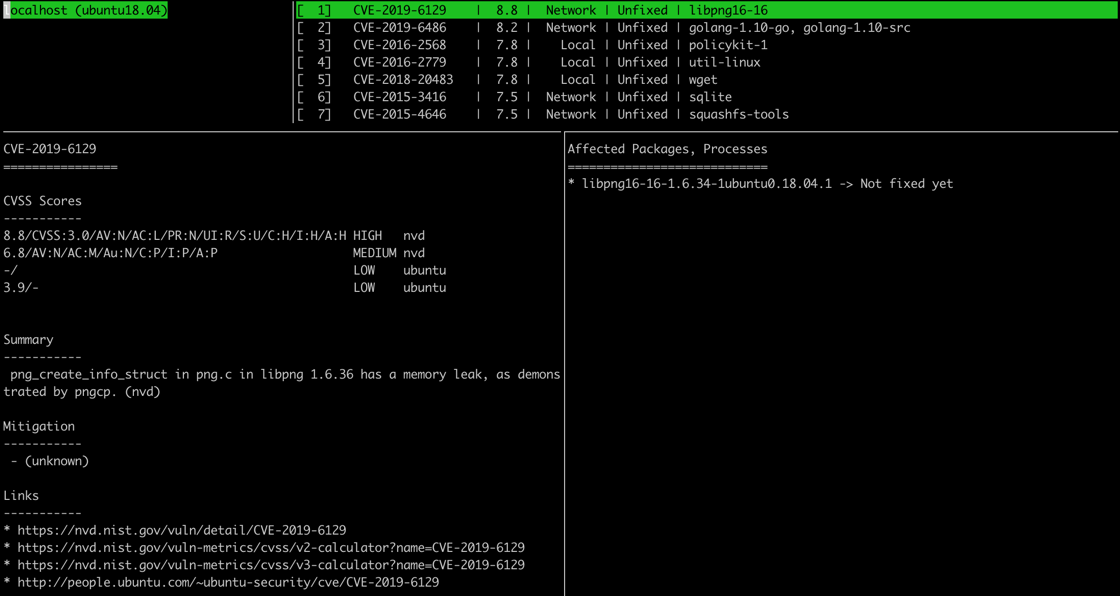 localhost (ubuntu18.04)
[  1]   CVE-2019-6129    |  8.8 |  Network | Unfixed | libpng16-16
[  2]   CVE-2019-6486    |  8.2 |  Network | Unfixed | golang-1.10-go, golang-1.10-src
[  3]   CVE-2016-2568    |  7.8 |    Local | Unfixed | policykit-1
[  4]   CVE-2016-2779    |  7.8 |    Local | Unfixed | util-linux
[  5]   CVE-2018-20483   |  7.8 |    Local | Unfixed | wget
[  6]   CVE-2015-3416    |  7.5 |  Network | Unfixed | sqlite
[  7]   CVE-2015-4646    |  7.5 |  Network | Unfixed | squashfs-tools
CVE-2019-6129
================
CVSS Scores
-----------
8.8/CVSS:3.0/AV:N/AC:L/PR:N/UI:R/S:U/C:H/I:H/A:H HIGH   nvd
6.8/AV:N/AC:M/Au:N/C:P/I:P/A:P                   MEDIUM nvd
-/                                               LOW    ubuntu
3.9/-                                            LOW    ubuntu
Summary
-----------
 png_create_info_struct in png.c in libpng 1.6.36 has a memory leak, as demons
trated by pngcp. (nvd)
Mitigation
-----------
 - (unknown)
Links
-----------
* https://nvd.nist.gov/vuln/detail/CVE-2019-6129
* https://nvd.nist.gov/vuln-metrics/cvss/v2-calculator?name=CVE-2019-6129
* https://nvd.nist.gov/vuln-metrics/cvss/v3-calculator?name=CVE-2019-6129
* http://people.ubuntu.com/~ubuntu-security/cve/CVE-2019-6129
Affected Packages, Processes
============================
* libpng16-16-1.6.34-1ubuntu0.18.04.1 -> Not fixed yet